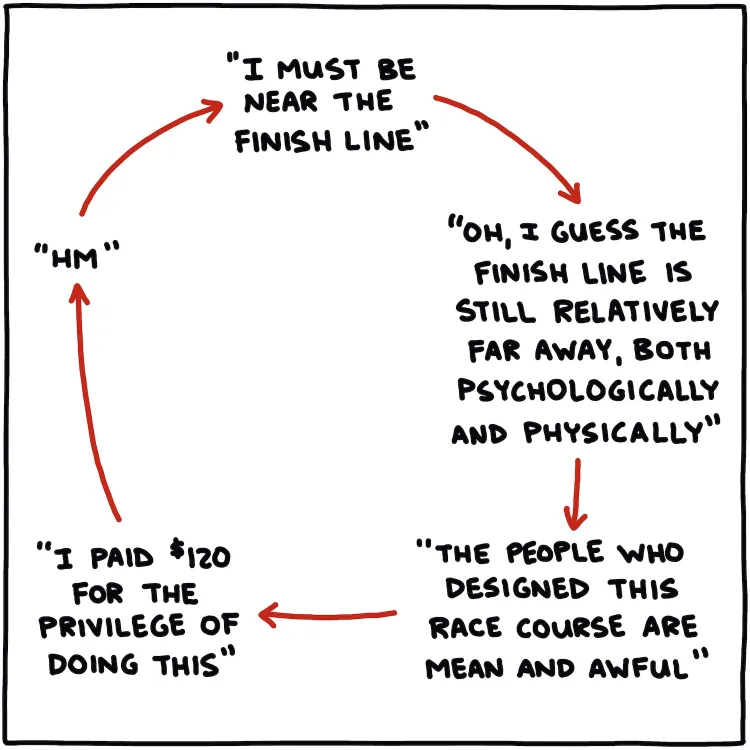 "I MUST BE
NEAR THE
FINISH LINE"
"OH, I GUESS THE
FINISH LINE IS
STILL RELATIVELY
FAR AWAY, BOTH
PSYCHOLOGICALLY
AND PHYSICALLY"
"THE PEOPLE WHO
DESIGNED THIS
RACE COURSE ARE
MEAN AND AWFUL"
"I PAID $120
FOR THE
PRIVILEGE OF
DOING THIS"
"HM"